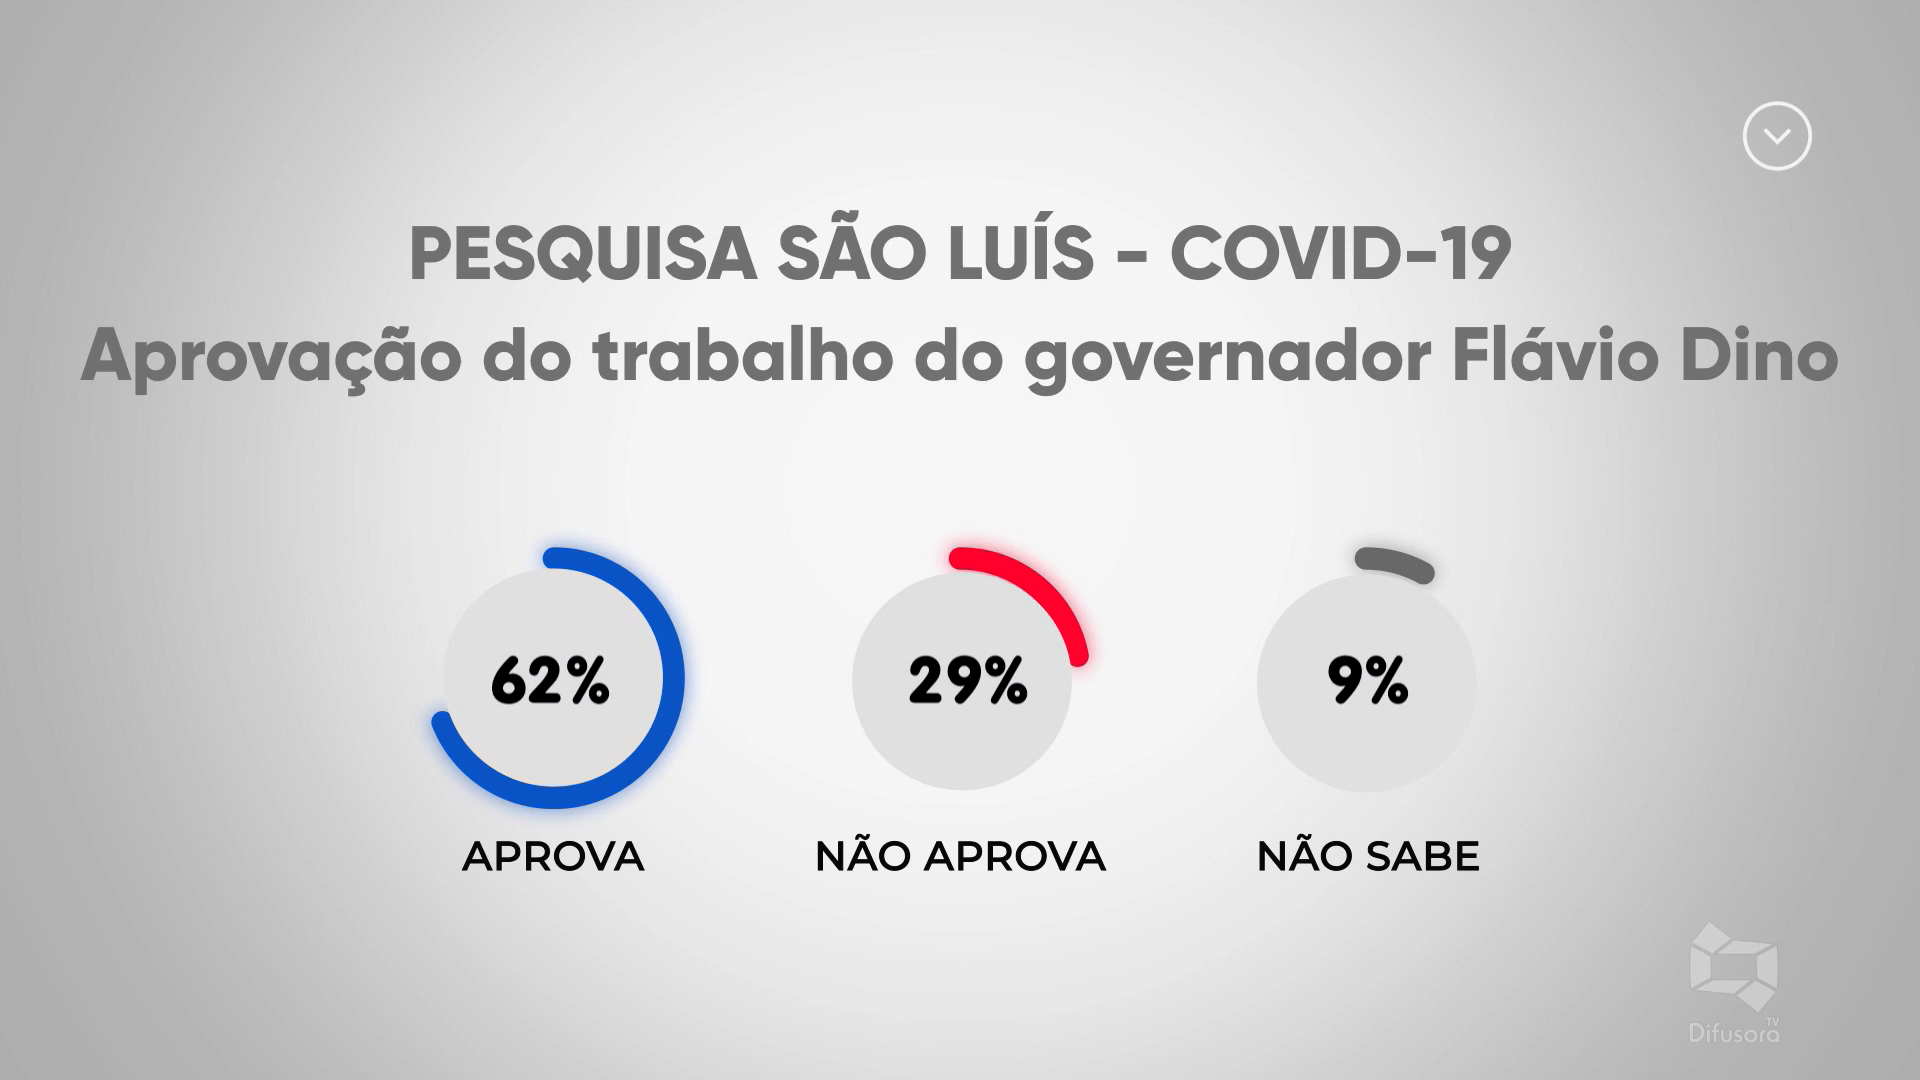 PESQUISA SÃO LUÍS - COVID-19
Aprovação do trabalho do governador Flávio Dino
62%
29%
9%
APROVA
NÃO APROVA
NÃO SABE
TV
Difusora